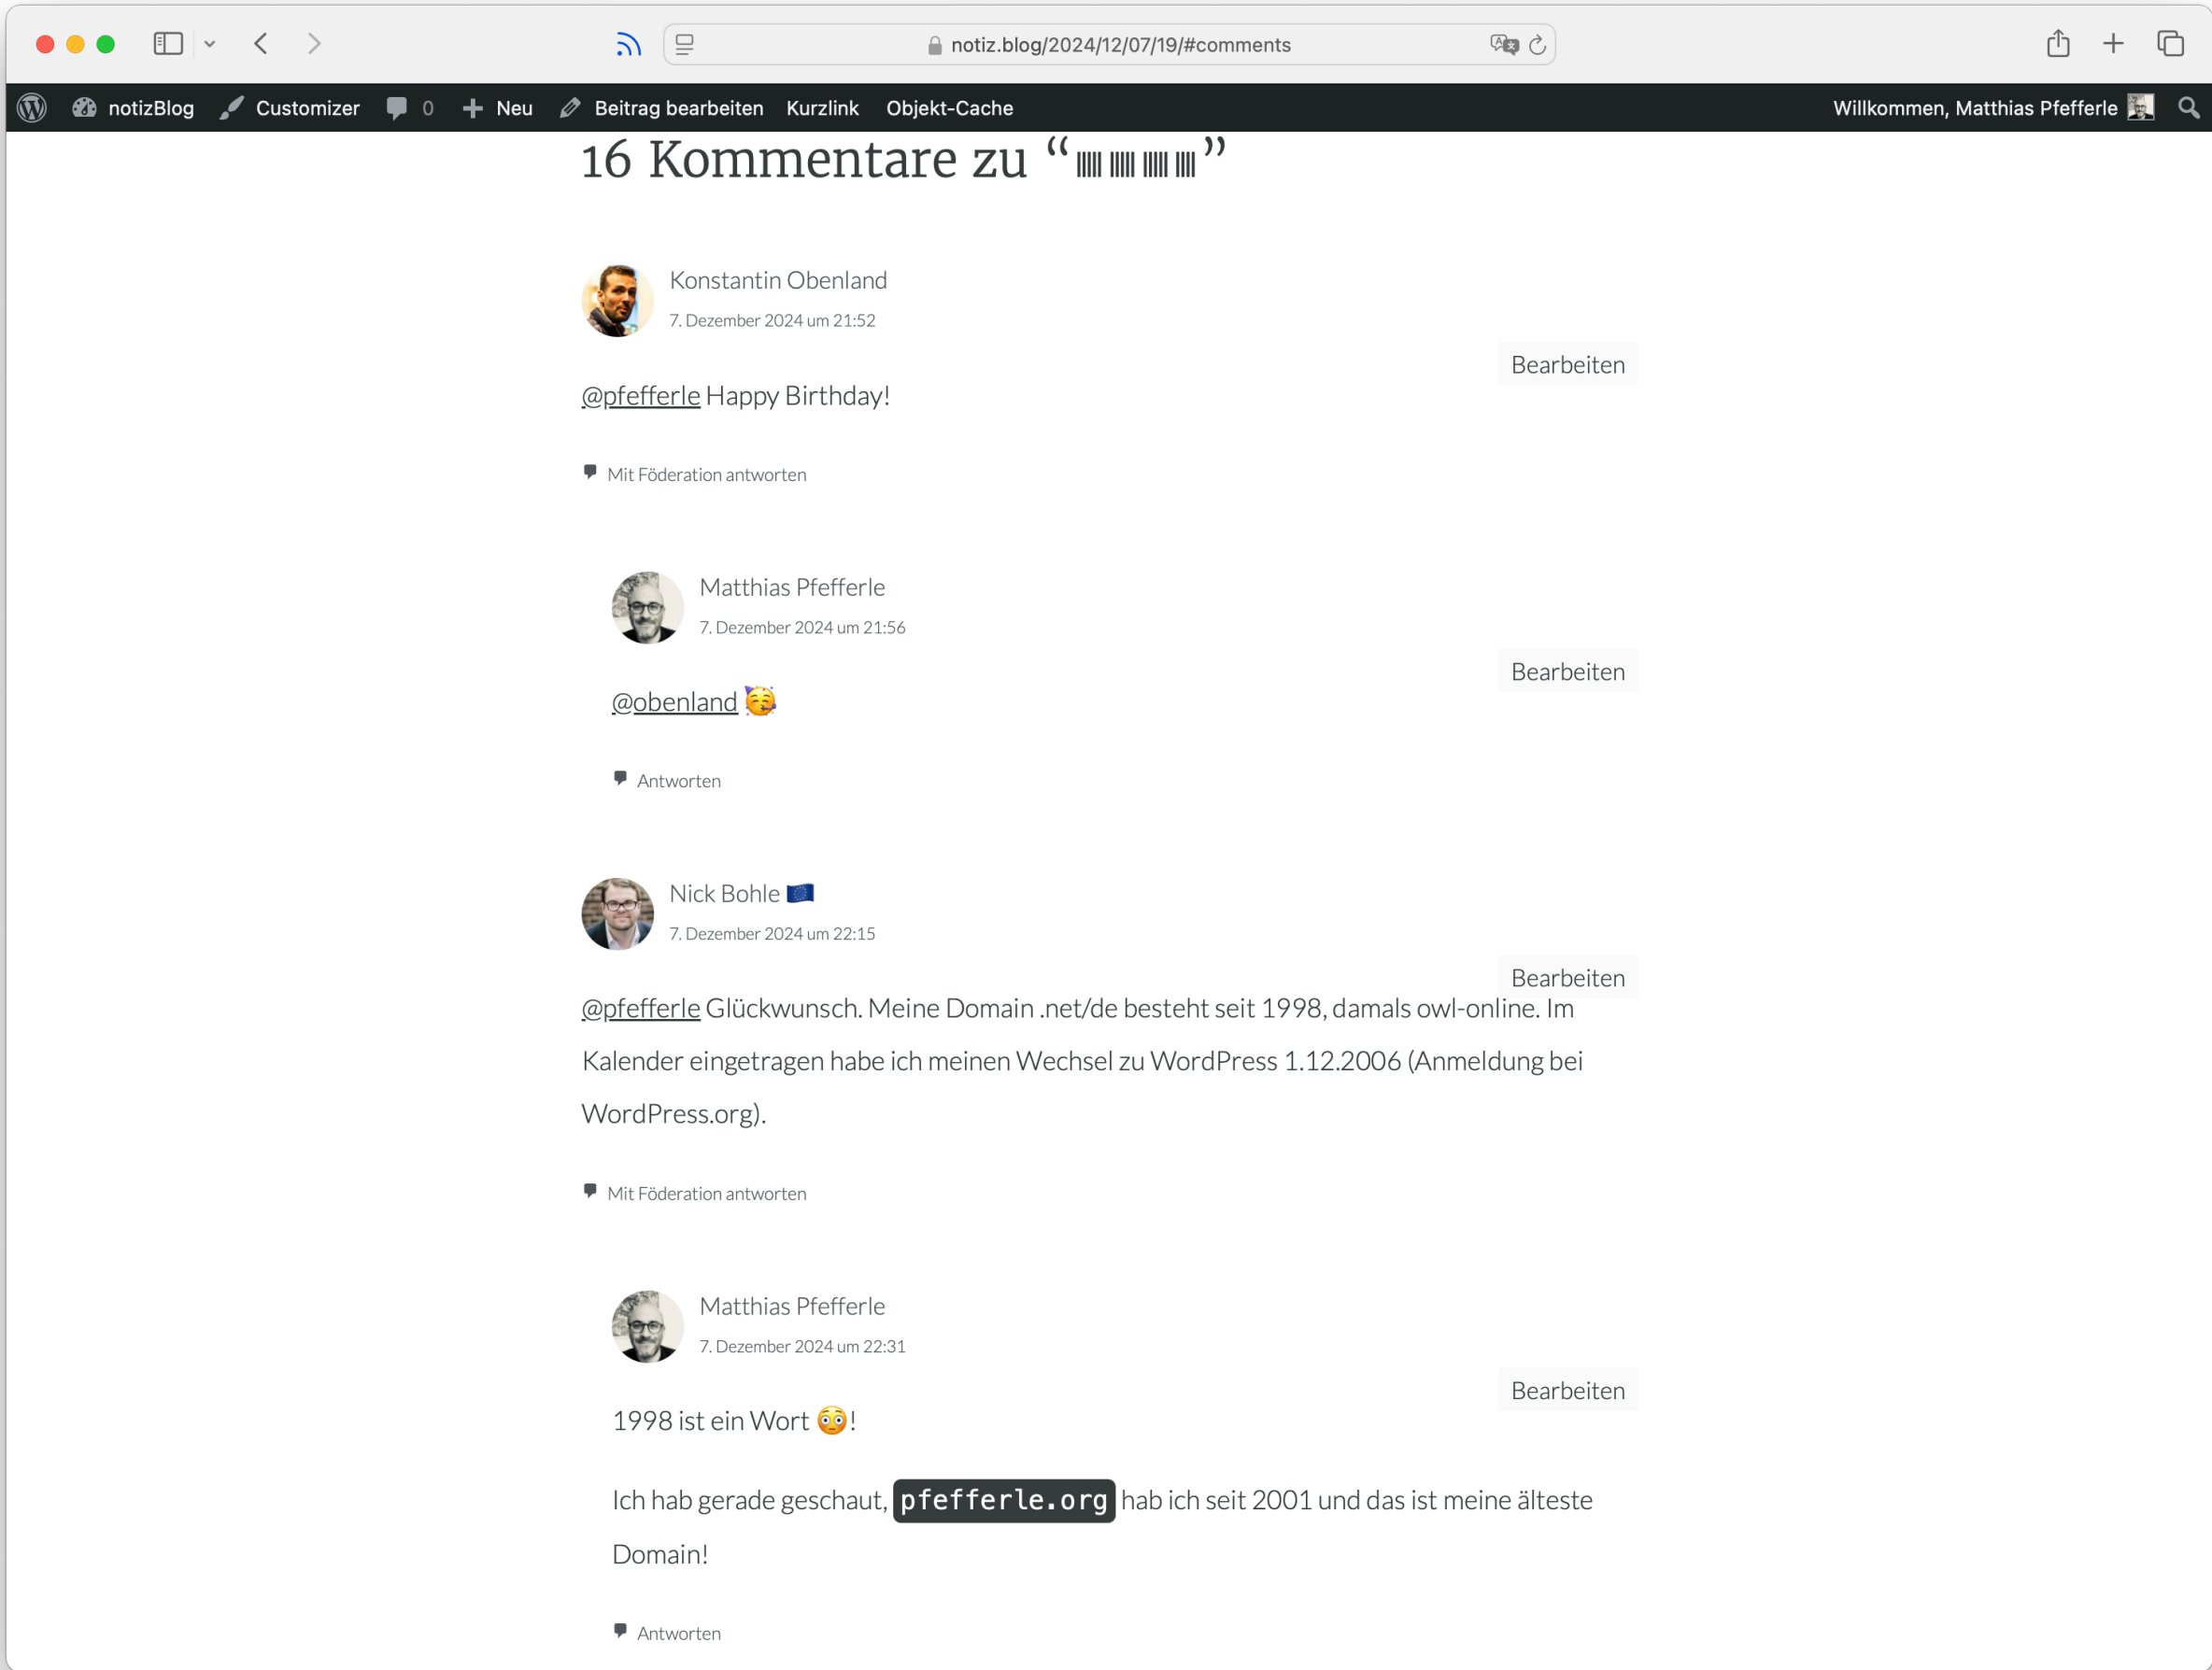 notiz.blog/2024/12/07/19/#comments
notizBlog Customizer 0 Neu Beitrag bearbeiten Kurzlink Objekt-Cache Willkommen, Matthias Pfefferle
16 Kommentare zu “𝍸𝍸𝍸𝍸”
Konstantin Obenland
7. Dezember 2024 um 21:52
Bearbeiten
@pfefferle Happy Birthday!
Mit Föderation antworten
Matthias Pfefferle
7. Dezember 2024 um 21:56
Bearbeiten
@obenland 🥳
Antworten
Nick Bohle 🇪🇺
7. Dezember 2024 um 22:15
Bearbeiten
@pfefferle Glückwunsch. Meine Domain .net/de besteht seit 1998, damals owl-online. Im
Kalender eingetragen habe ich meinen Wechsel zu WordPress 1.12.2006 (Anmeldung bei
WordPress.org).
Mit Föderation antworten
Matthias Pfefferle
7. Dezember 2024 um 22:31
Bearbeiten
1998 ist ein Wort 😳!
Ich hab gerade geschaut, pfefferle.org hab ich seit 2001 und das ist meine älteste
Domain!
Antworten